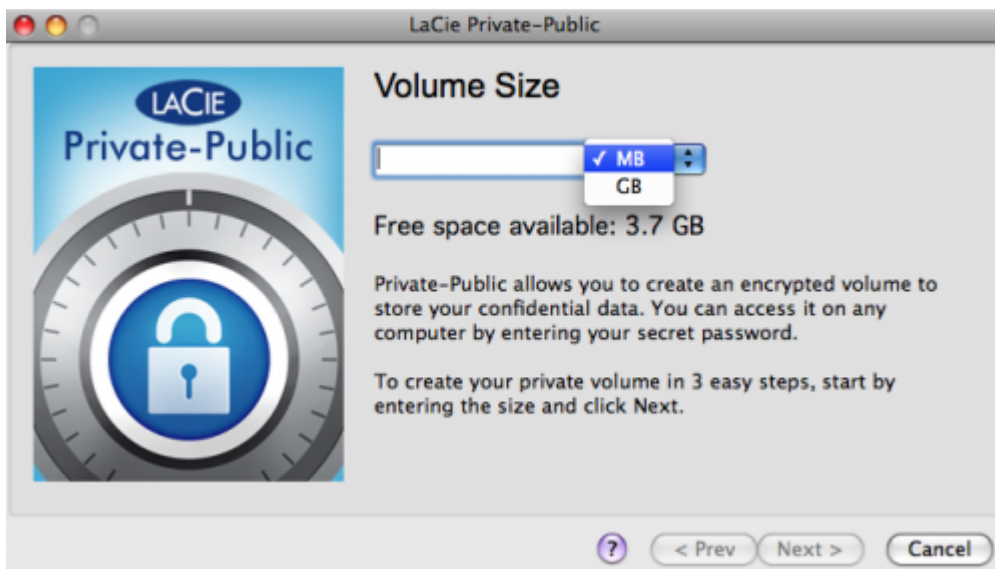 LaCie Private-Public
LACIE
Private-Public
Volume Size
✓ MB
GB
Free space available: 3.7 GB
Private-Public allows you to create an encrypted volume to
store your confidential data. You can access it on any
computer by entering your secret password.
To create your private volume in 3 easy steps, start by
entering the size and click Next.
?
< Prev
Next >
Cancel